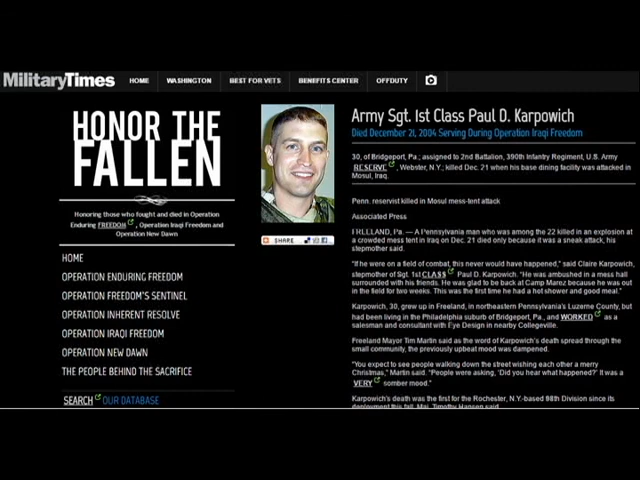 MilitaryTimes
HOME
WASHINGTON
BEST FOR VETS
BENEFITS CENTER
OFFDUTY
HONOR THE
FALLEN
Honoring those who fought and died in Operation
Enduring FREEDOM, Operation Iraqi Freedom and
Operation New Dawn
HOME
OPERATION ENDURING FREEDOM
OPERATION FREEDOM'S SENTINEL
OPERATION INHERENT RESOLVE
OPERATION IRAQI FREEDOM
OPERATION NEW DAWN
THE PEOPLE BEHIND THE SACRIFICE
SEARCH OUR DATABASE
SHARE
Army Sgt. 1st Class Paul D. Karpowich
Died December 21, 2004 Serving During Operation Iraqi Freedom
30, of Bridgeport, Pa.; assigned to 2nd Battalion, 390th Infantry Regiment, U.S. Army
RESERVE, Webster, N.Y.; killed Dec. 21 when his base dining facility was attacked in
Mosul, Iraq.
Penn. reservist killed in Mosul mess-tent attack
Associated Press
FREELAND, Pa. — A Pennsylvania man who was among the 22 killed in an explosion at
a crowded mess tent in Iraq on Dec. 21 died only because it was a sneak attack, his
stepmother said.
"If he were on a field of combat, this never would have happened," said Claire Karpowich,
stepmother of Sgt. 1st CLASS Paul D. Karpowich. "He was ambushed in a mess hall
surrounded with his friends. He was glad to be back at Camp Marez because he was out
in the field for two weeks. This was the first time he had a hot shower and good meal."
Karpowich, 30, grew up in Freeland, in northeastern Pennsylvania's Luzerne County, but
had been living in the Philadelphia suburb of Bridgeport, Pa., and WORKED as a
salesman and consultant with Eye Design in nearby Collegeville.
Freeland Mayor Tim Martin said as the word of Karpowich's death spread through the
small community, the previously upbeat mood was dampened.
"You expect to see people walking down the street wishing each other a merry
Christmas," Martin said. "People were asking, 'Did you hear what happened?' It was a
VERY somber mood."
Karpowich's death was the first for the Rochester, N.Y.-based 98th Division since its
deployment this fall, Maj. Timothy Hansen said